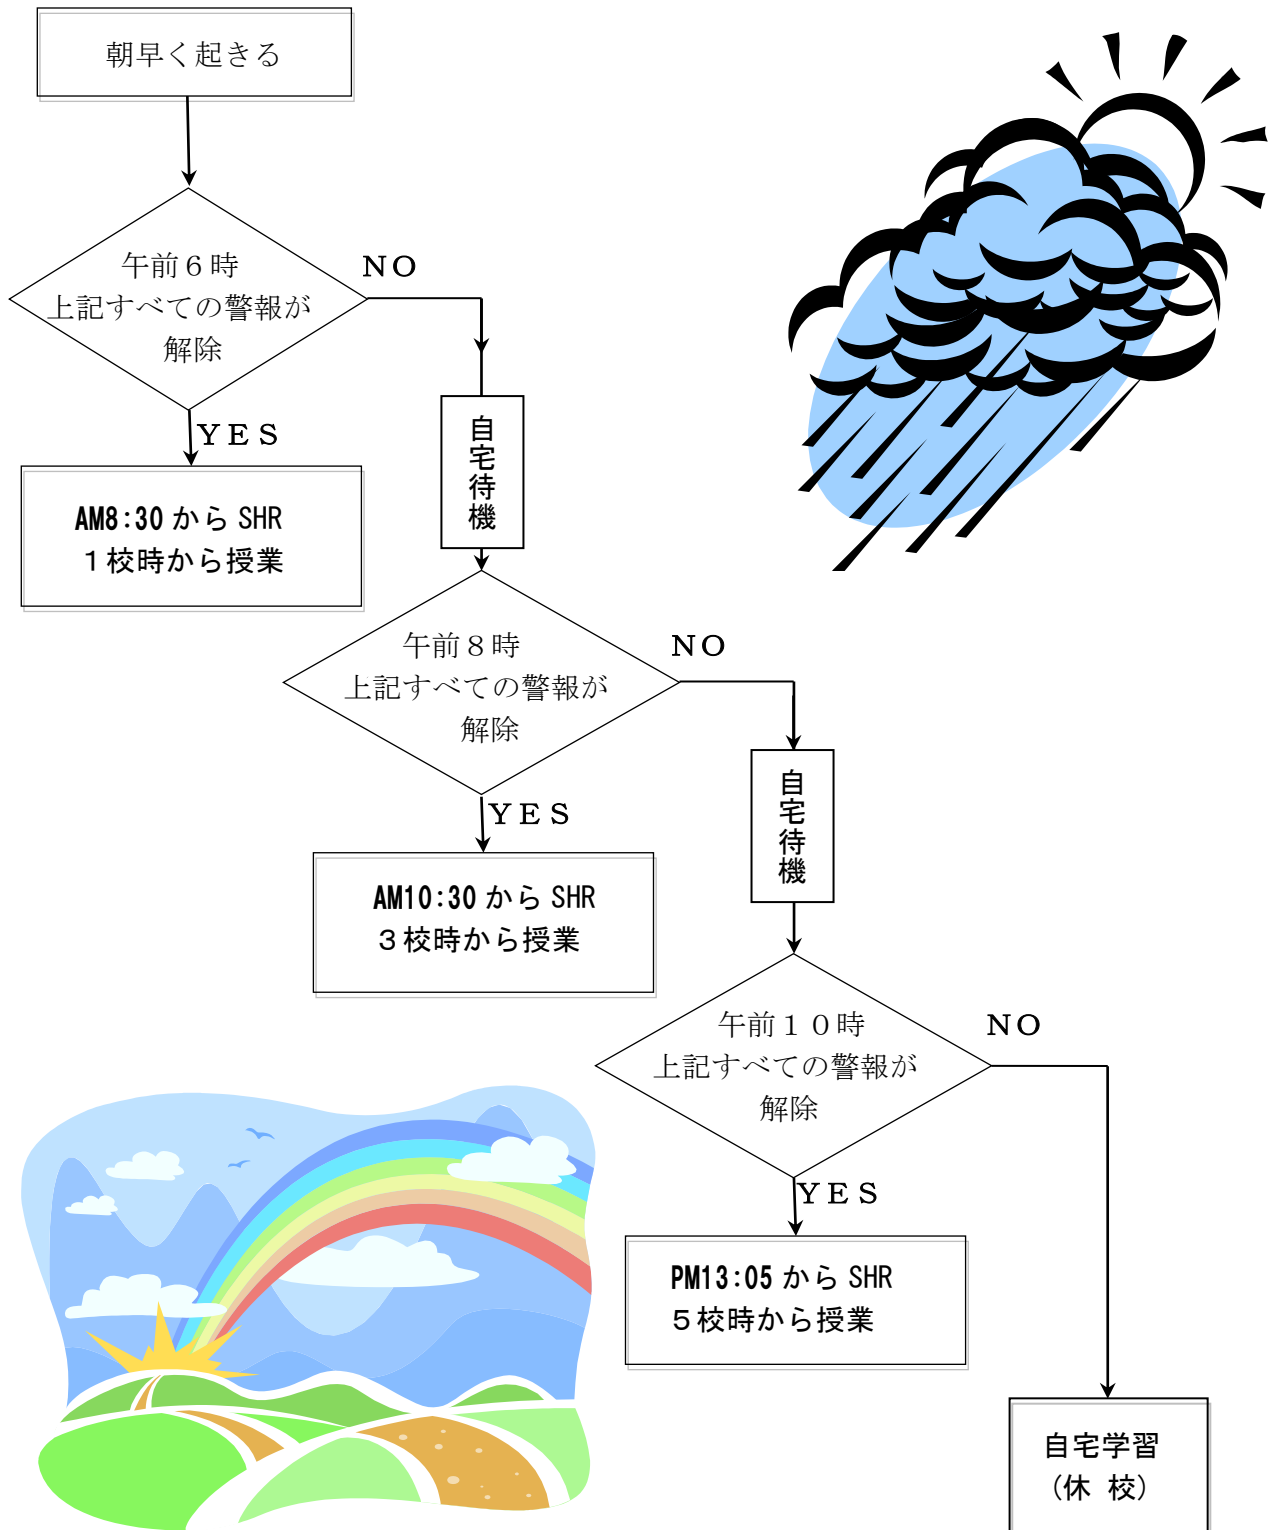 朝早く起きる
午前６時
上記すべての警報が
解除
ＮＯ
ＹＥＳ
自宅待機
AM8:30 から SHR
１校時から授業
午前８時
上記すべての警報が
解除
ＮＯ
ＹＥＳ
自宅待機
AM10:30 から SHR
３校時から授業
午前１０時
上記すべての警報が
解除
ＮＯ
ＹＥＳ
PM13:05 から SHR
５校時から授業
自宅学習
（休 校）